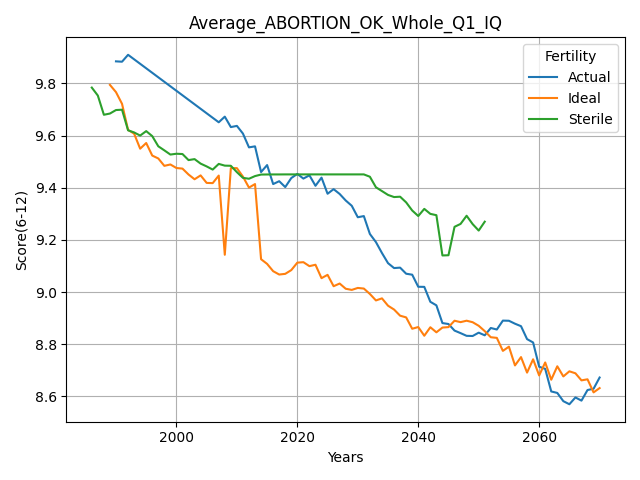 Average_ABORTION_OK_Whole_Q1_IQ
Fertility
Actual
Ideal
Sterile
Score(6-12)
9.8
9.6
9.4
9.2
9.0
8.8
8.6
2000 2020 2040 2060
Years